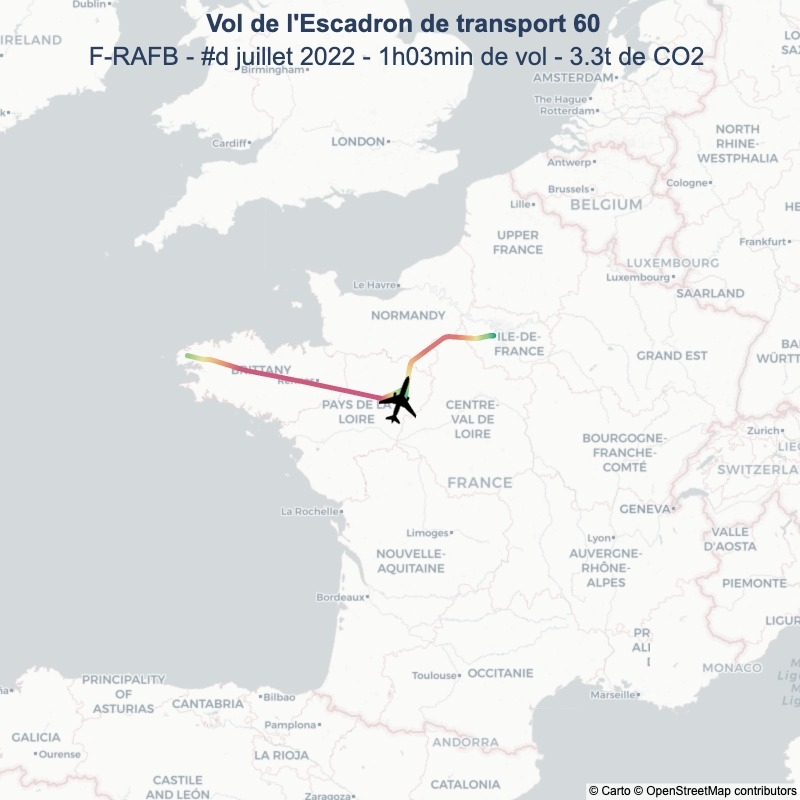 Vol de l'Escadron de transport 60
F-RAFB - #d juillet 2022 - 1h03min de vol - 3.3t de CO2
Dublin
IRELAND
Birmingham
AMSTERDAM
The Hague
Rotterdam
NORTH
RHINE-
WESTPHALIA
Cardiff
LONDON
Antwerp
Brussels
Cologne
Lille
BELGIUM
UPPER
FRANCE
Frankfurt
LUXEMBOURG
Luxembourg
SAARLAND
Le Havre
NORMANDY
ILE-DE-
FRANCE
GRAND EST
BRITTANY
Rennes
PAYS DE LA
LOIRE
CENTRE-
VAL DE
LOIRE
Zurich
BOURGOGNE-
FRANCHE-
COMTÉ
SWITZERLA
FRANCE
GENEVA
La Rochelle
Limoges
Lyon
VALLE
D'AOSTA
NOUVELLE-
AQUITAINE
AUVERGNE-
RHÔNE-
ALPES
PIEMONTE
Bordeaux
LIGUR
PR
ALI
MONACO
Toulouse
OCCITANIE
Marseille
PRINCIPALITY
OF
ASTURIAS
CANTABRIA
Bilbao
Pamplona
GALICIA
Ourense
LA RIOJA
ANDORRA
CASTILE
AND LEÓN
Zaragoza
CATALONIA
© Carto © OpenStreetMap contributors